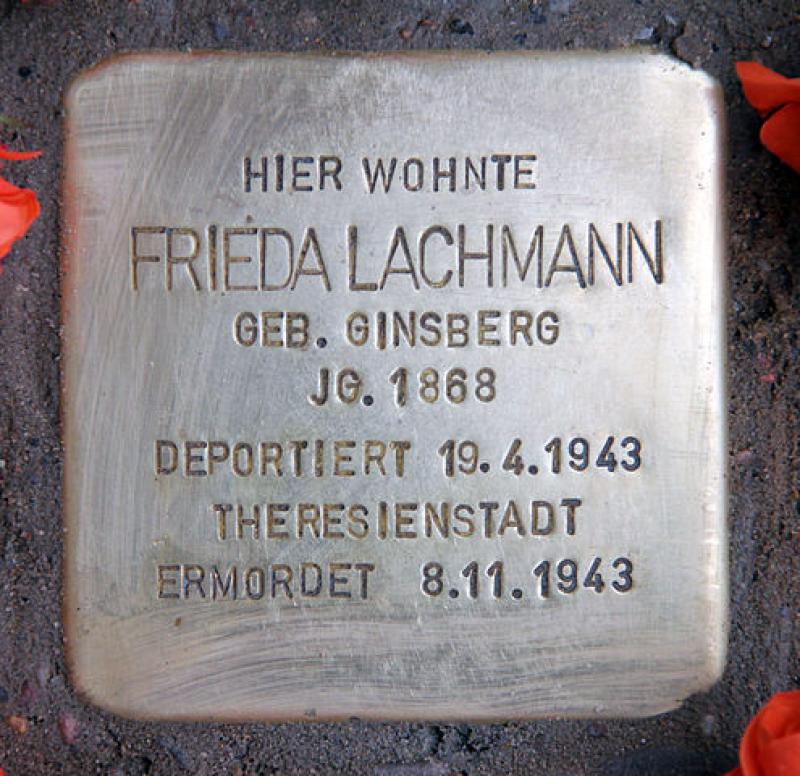 HIER WOHNTE
FRIEDA LACHMANN
GEB. GINSBERG
JG. 1868
DEPORTIERT 19.4.1943
THERESIENSTADT
ERMORDET 8.11.1943